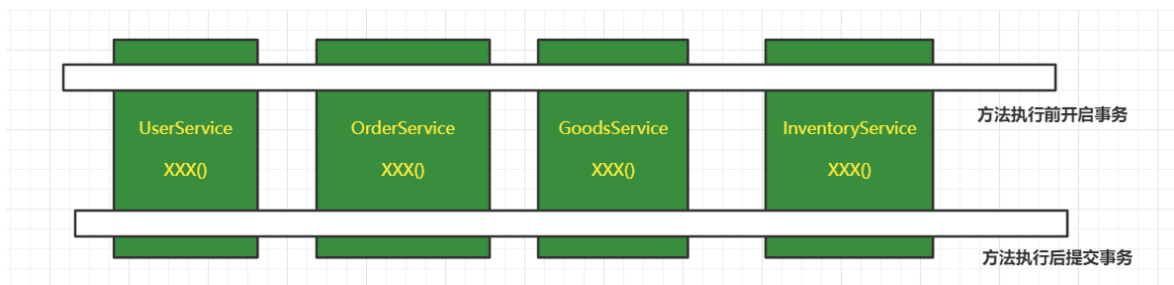 方法执行前开启事务
UserService
OrderService
GoodsService
InventoryService
XXX()
XXX()
XXX()
XXX()
方法执行后提交事务